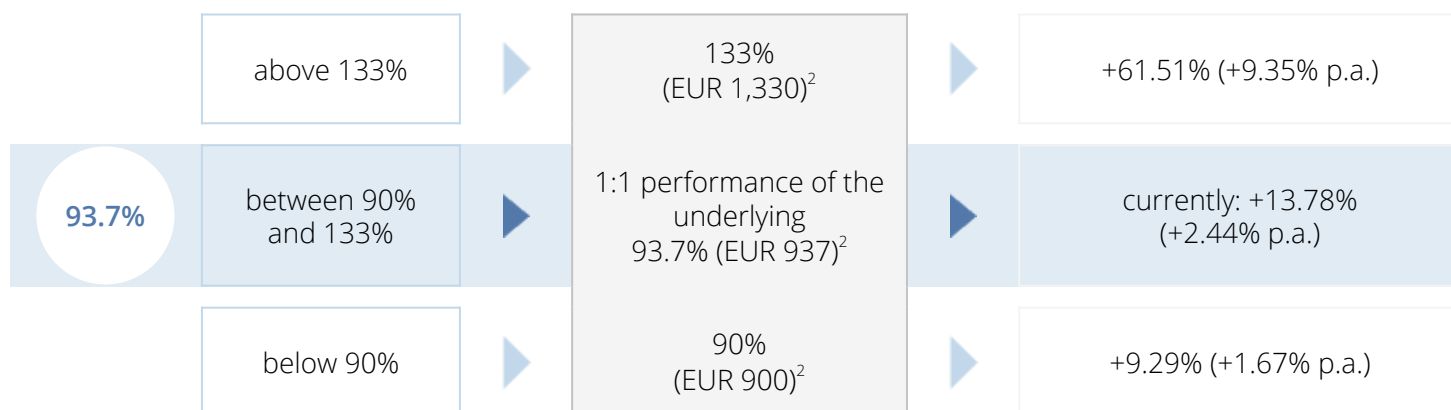 above 133%
133%
(EUR 1,330)²
+61.51% (+9.35% p.a.)
93.7%
between 90%
and 133%
1:1 performance of the
underlying
93.7% (EUR 937)²
currently: +13.78%
(+2.44% p.a.)
below 90%
90%
(EUR 900)²
+9.29% (+1.67% p.a.)